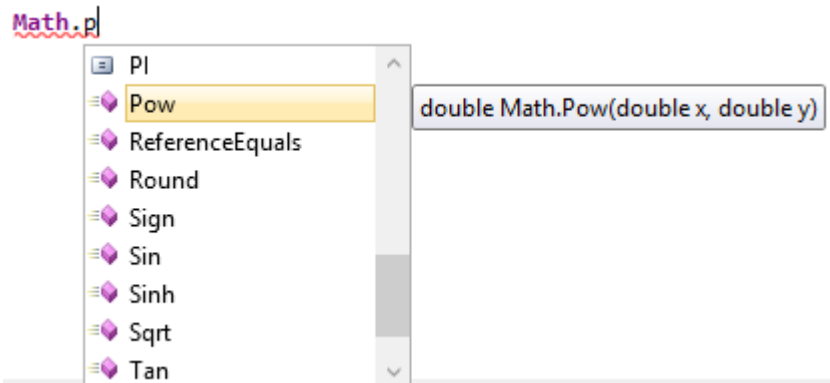 Math.p
PI
Pow
double Math.Pow(double x, double y)
ReferenceEquals
Round
Sign
Sin
Sinh
Sqrt
Tan